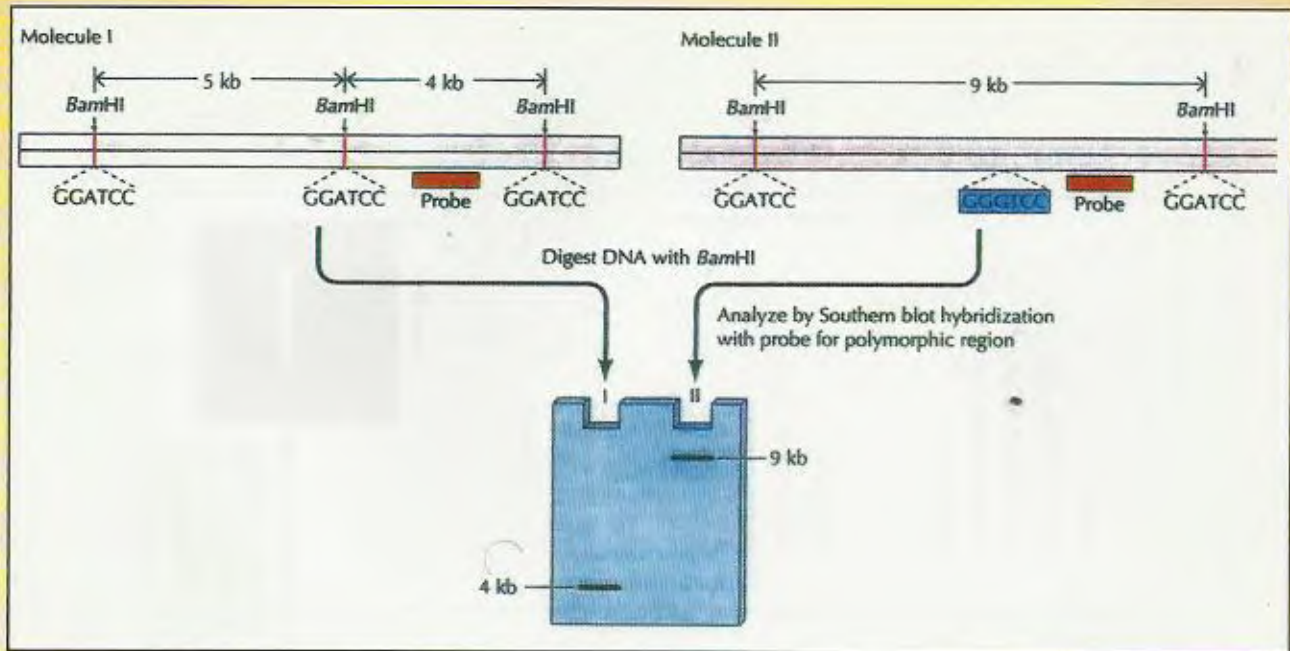 Molecule I
Molecule II
5 kb
4 kb
9 kb
BamHI
BamHI
BamHI
BamHI
BamHI
GGATCC
GGATCC
Probe
GGATCC
GGATCC
GGGTCC
Probe
GGATCC
Digest DNA with BamHI
Analyze by Southern blot hybridization
with probe for polymorphic region
I
II
9 kb
4 kb